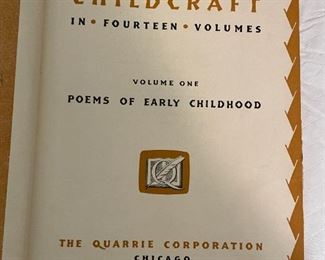 CHILDCRAFT
IN • FOURTEEN • VOLUMES
VOLUME ONE
POEMS OF EARLY CHILDHOOD
Q
THE QUARRIE CORPORATION
CHICAGO